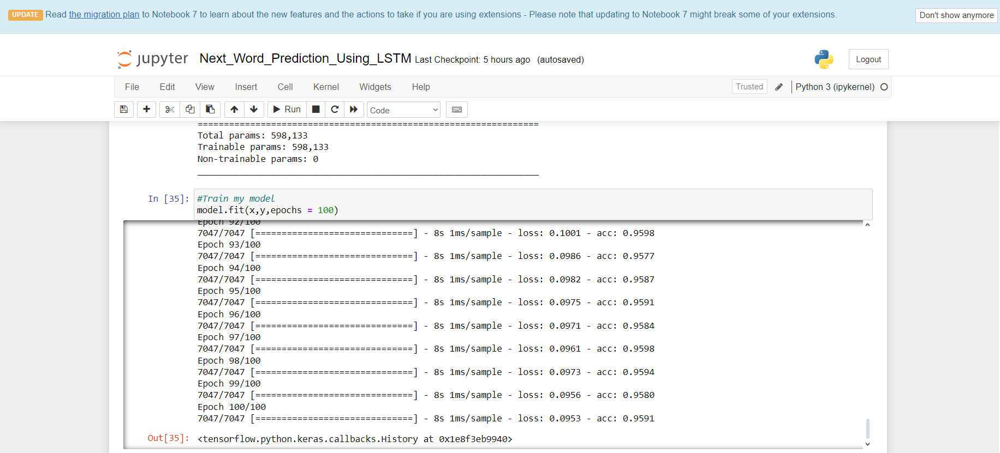 UPDATE Read the migration plan to Notebook 7 to learn about the new features and the actions to take if you are using extensions - Please note that updating to Notebook 7 might break some of your extensions. Don't show anymore
jupyter Next_Word_Prediction_Using_LSTM Last Checkpoint: 5 hours ago (autosaved) Logout
File Edit View Insert Cell Kernel Widgets Help Trusted Python 3 (ipykernel)
Run Code
=================================================================
Total params: 598,133
Trainable params: 598,133
Non-trainable params: 0
_________________________________________________________________
In [35]: #Train my model
model.fit(x,y,epochs = 100)
Epoch 92/100
7047/7047 [==============================] - 8s 1ms/sample - loss: 0.1001 - acc: 0.9598
Epoch 93/100
7047/7047 [==============================] - 8s 1ms/sample - loss: 0.0986 - acc: 0.9577
Epoch 94/100
7047/7047 [==============================] - 8s 1ms/sample - loss: 0.0982 - acc: 0.9587
Epoch 95/100
7047/7047 [==============================] - 8s 1ms/sample - loss: 0.0975 - acc: 0.9591
Epoch 96/100
7047/7047 [==============================] - 8s 1ms/sample - loss: 0.0971 - acc: 0.9584
Epoch 97/100
7047/7047 [==============================] - 8s 1ms/sample - loss: 0.0961 - acc: 0.9598
Epoch 98/100
7047/7047 [==============================] - 8s 1ms/sample - loss: 0.0973 - acc: 0.9594
Epoch 99/100
7047/7047 [==============================] - 8s 1ms/sample - loss: 0.0956 - acc: 0.9580
Epoch 100/100
7047/7047 [==============================] - 8s 1ms/sample - loss: 0.0953 - acc: 0.9591
Out[35]: <tensorflow.python.keras.callbacks.History at 0x1e8f3eb9940>